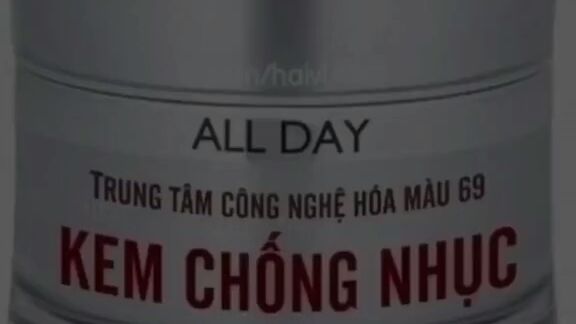 ALL DAY
TRUNG TÂM CÔNG NGHỆ HÓA MÀU 69
KEM CHỐNG NHỤC